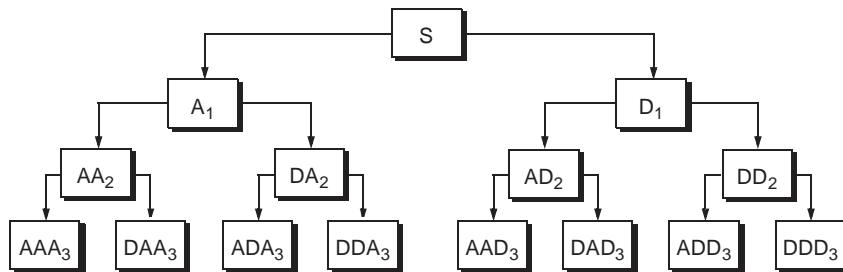 S
A₁ D₁
AA₂ DA₂ AD₂ DD₂
AAA₃ DAA₃ ADA₃ DDA₃ AAD₃ DAD₃ ADD₃ DDD₃